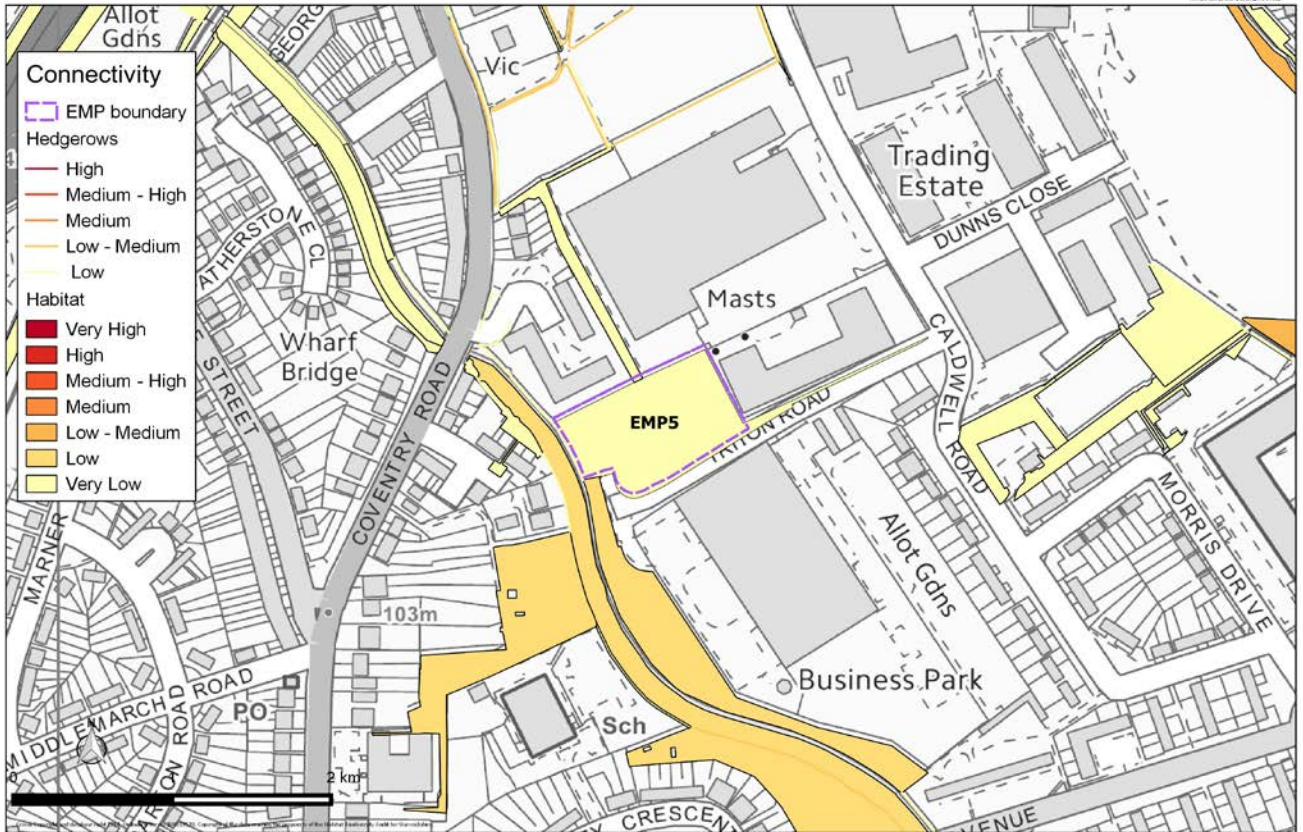 Allot
Gdns
GEORG
Connectivity
EMP boundary
Hedgerows
High
Medium - High
Medium
Low - Medium
Low
Habitat
Very High
High
Medium - High
Medium
Low - Medium
Low
Very Low
4
Vic
Trading
Estate
DUNNS CLOSE
ATHERSTONE CL
Masts
Wharf
Bridge
E STREET
COVENTRY ROAD
CALDWELL ROAD
EMP5
TRITON ROAD
MARNER
Allot Gdns
MORRIS DRIVE
103m
Business Park
MIDDLEMARCH ROAD
PO
Sch
0
2 km
CRESCENT
VENUE